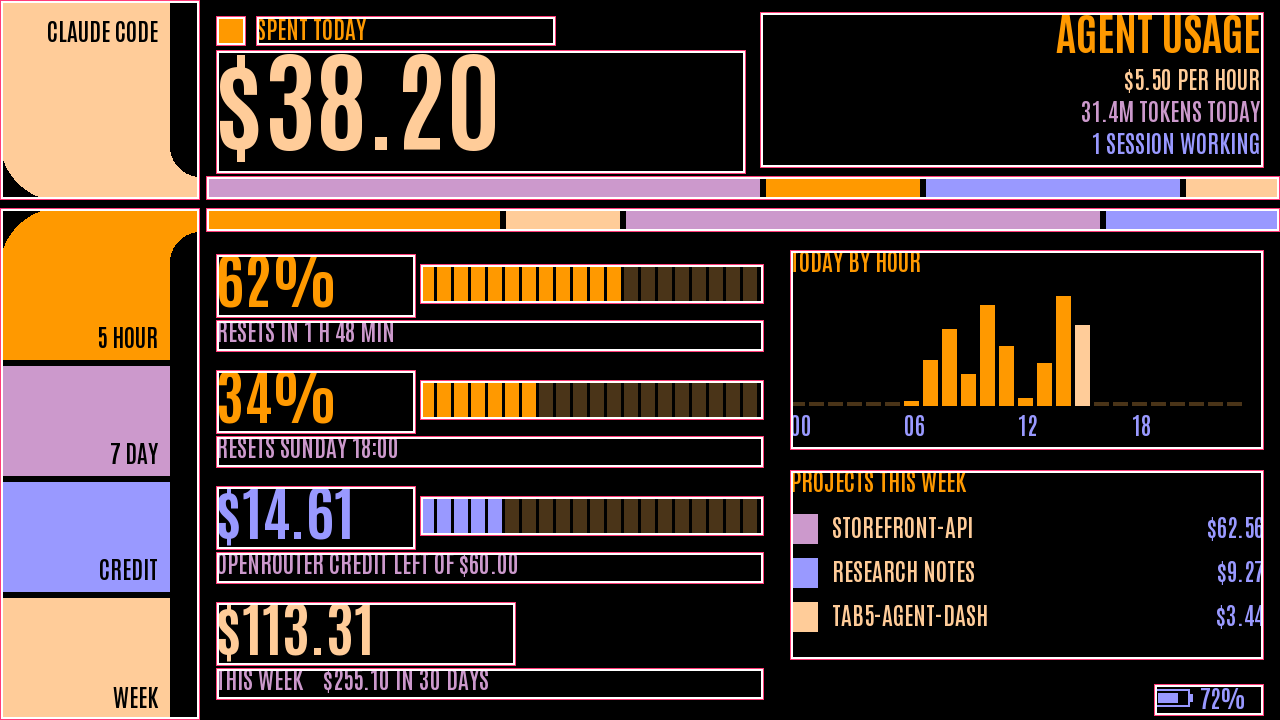 CLAUDE CODE
SPENT TODAY
$38.20
AGENT USAGE
$5.50 PER HOUR
31.4M TOKENS TODAY
1 SESSION WORKING
5 HOUR
62%
RESETS IN 1 H 48 MIN
7 DAY
34%
RESETS SUNDAY 18:00
CREDIT
$14.61
OPENROUTER CREDIT LEFT OF $60.00
WEEK
$113.31
THIS WEEK $255.10 IN 30 DAYS
TODAY BY HOUR
00 06 12 18
PROJECTS THIS WEEK
STOREFRONT-API $62.56
RESEARCH NOTES $9.27
TAB5-AGENT-DASH $3.44
72%